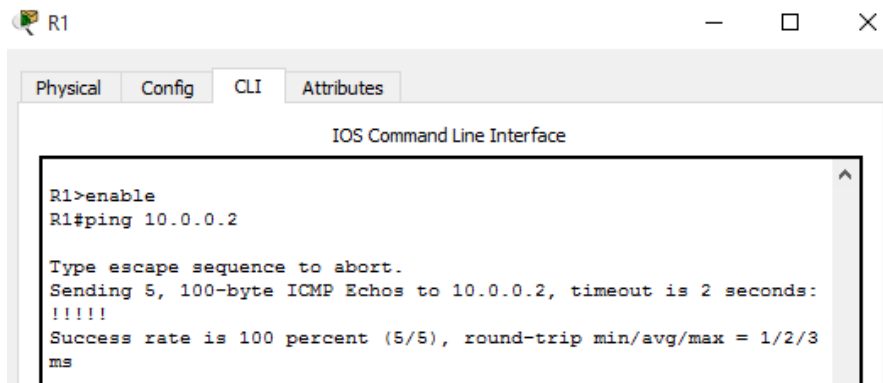 R1
Physical Config CLI Attributes
IOS Command Line Interface
R1>enable
R1#ping 10.0.0.2
Type escape sequence to abort.
Sending 5, 100-byte ICMP Echos to 10.0.0.2, timeout is 2 seconds:
!!!!!
Success rate is 100 percent (5/5), round-trip min/avg/max = 1/2/3
ms